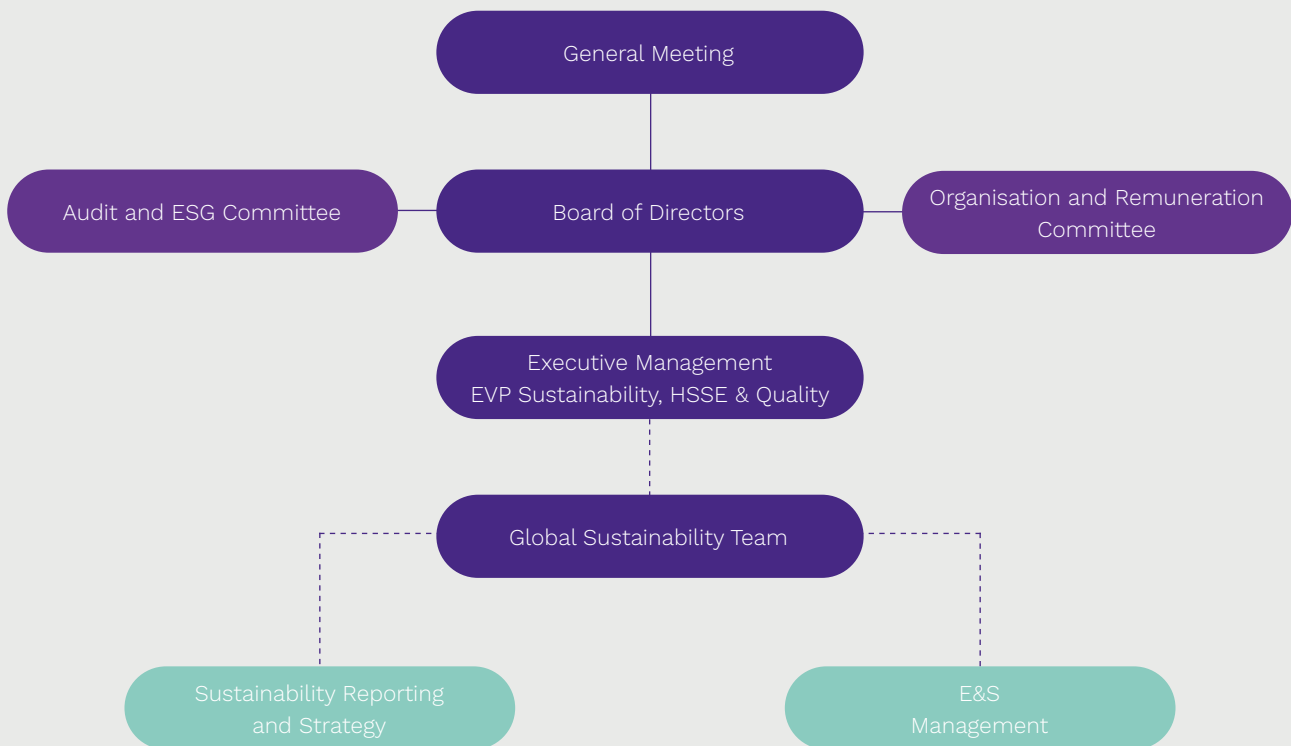 General Meeting
Audit and ESG Committee
Board of Directors
Organisation and Remuneration
Committee
Executive Management
EVP Sustainability, HSSE & Quality
Global Sustainability Team
Sustainability Reporting
and Strategy
E&S
Management